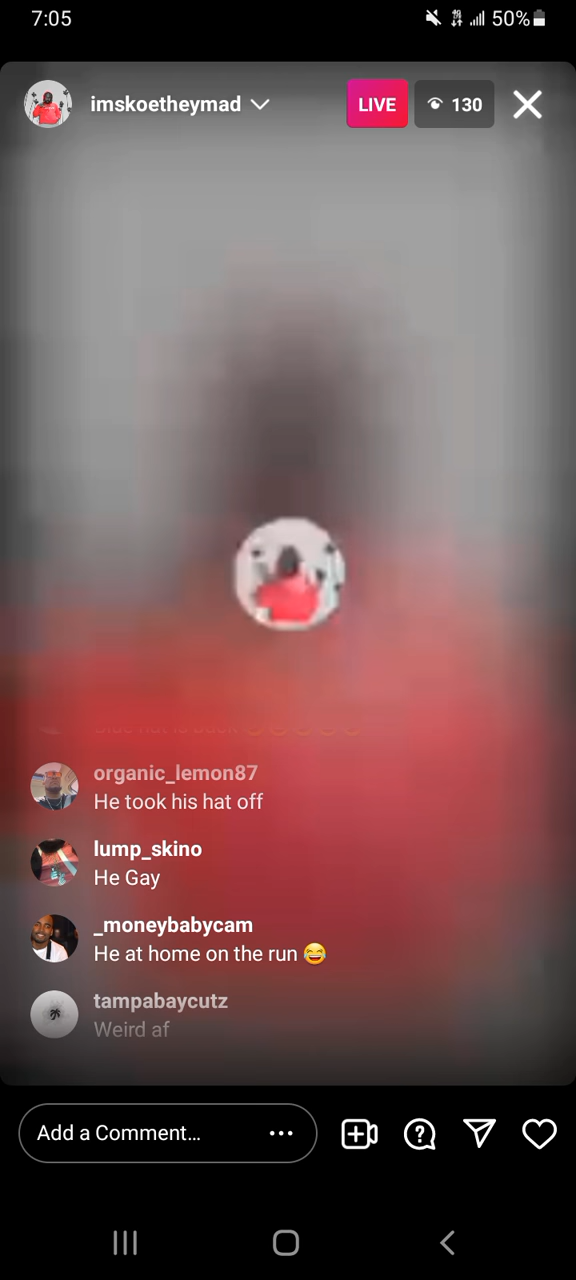 7:05
50%
imskoetheymad
LIVE
130
organic_lemon87
He took his hat off
lump_skino
He Gay
_moneybabycam
He at home on the run 😂
tampabaycutz
Weird af
Add a Comment…